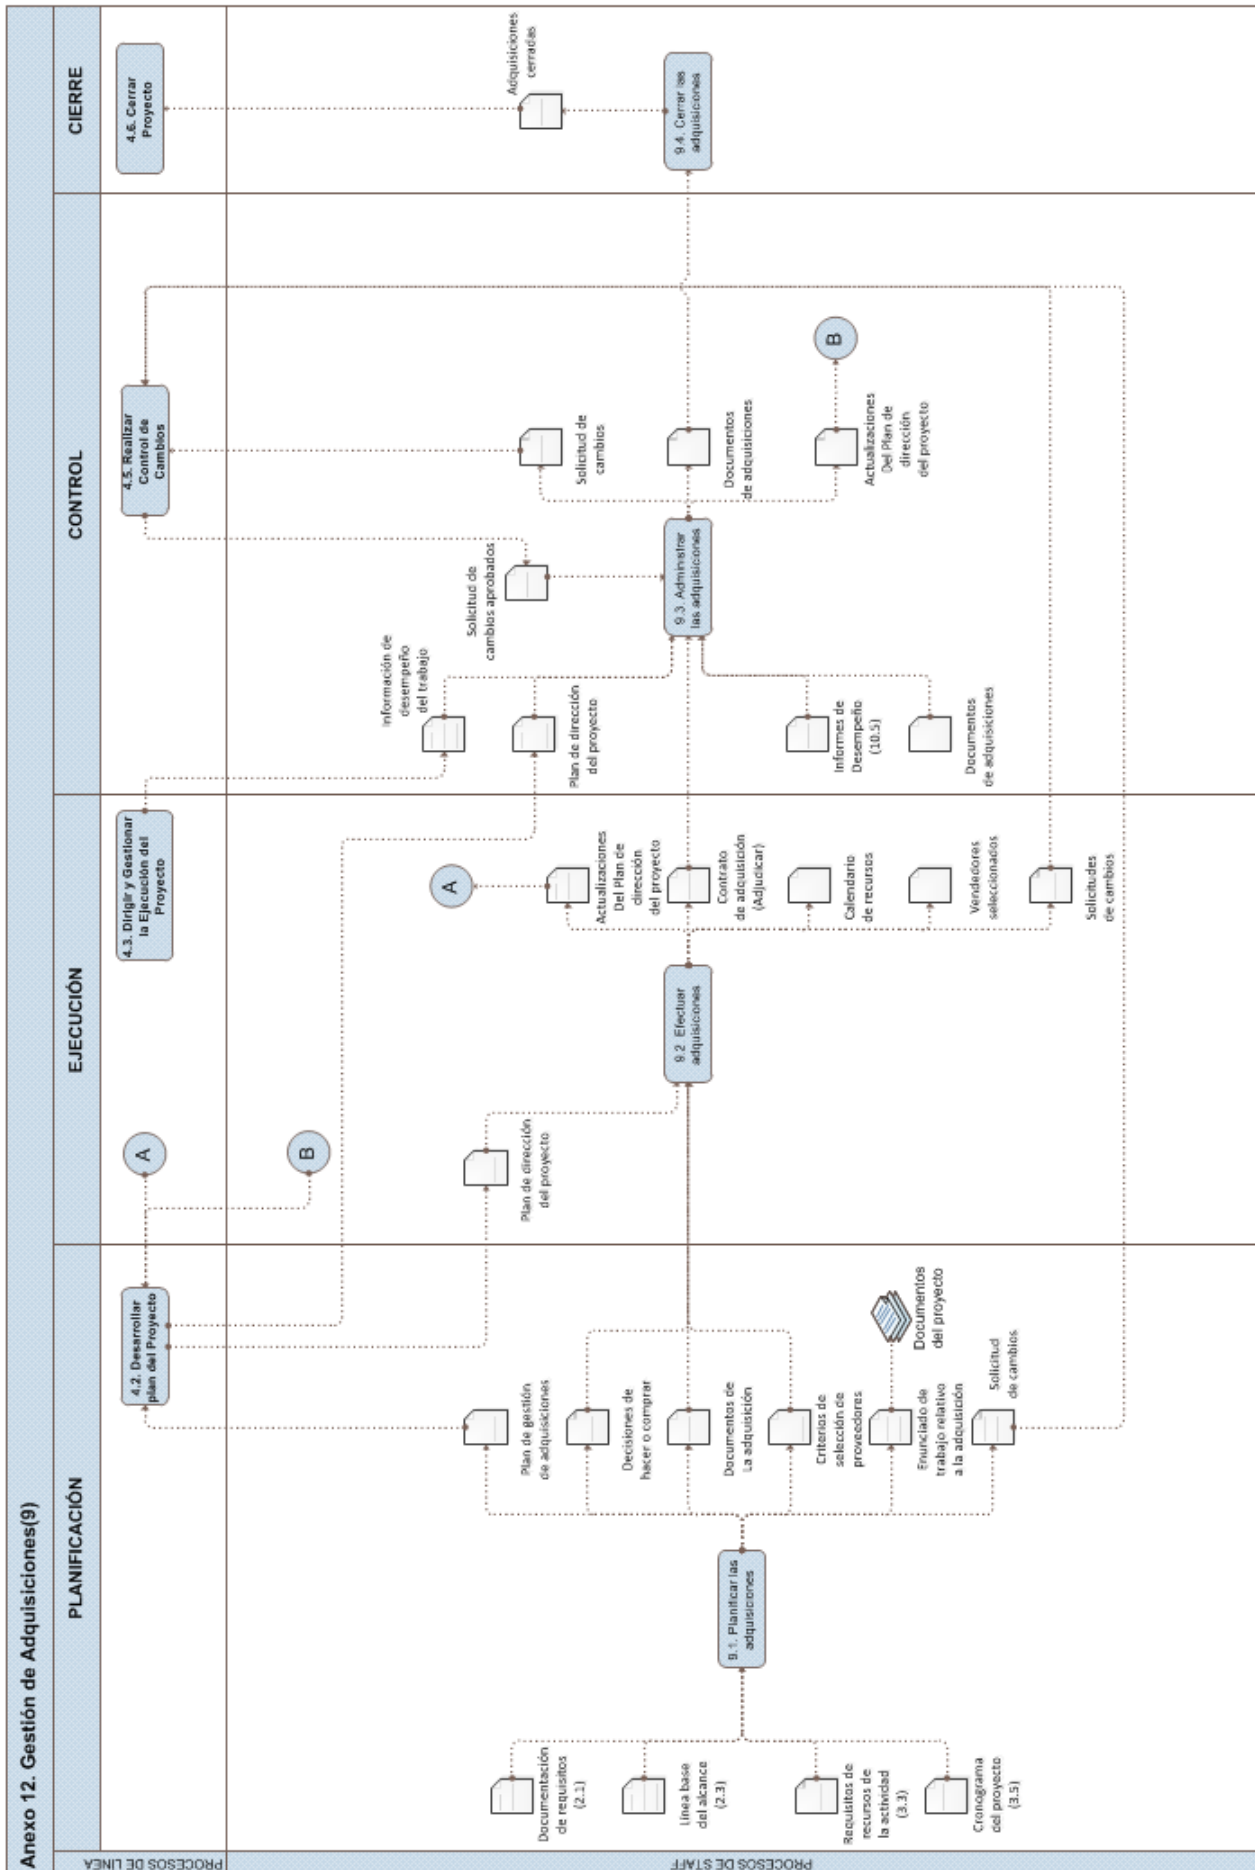 Anexo 12. Gestión de Adquisiciones(9)
PLANIFICACIÓN
EJECUCIÓN
CONTROL
CIERRE
PROCESOS DE LINEA
4.2. Desarrollar
plan del Proyecto
A
4.3. Dirigir y Gestionar
la Ejecución del
Proyecto
4.5. Realizar
Control de
Cambios
4.6. Cerrar
Proyecto
PROCESOS DE STAFF
B
Documentación
de requisitos
(2.1)
Línea base
del alcance
(2.3)
Requisitos de
recursos de
la actividad
(3.3)
Cronograma
del proyecto
(3.5)
9.1. Planificar las
adquisiciones
Plan de gestión
de adquisiciones
Decisiones de
hacer o comprar
Documentos de
La adquisición
Criterios de
selección de
proveedores
Enunciado de
trabajo relativo
a la adquisición
Solicitud
de cambios
Documentos
del proyecto
Plan de dirección
del proyecto
9.2. Efectuar
adquisiciones
A
Actualizaciones
Del Plan de
dirección
del proyecto
Contrato
de adquisición
(Adjudicar)
Calendario
de recursos
Vendedores
seleccionados
Solicitudes
de cambios
Información de
desempeño
del trabajo
Plan de dirección
del proyecto
Informes de
Desempeño
(10.5)
Documentos
de adquisiciones
Solicitud de
cambios aprobados
9.3. Administrar
las adquisiciones
Solicitud de
cambios
Documentos
de adquisiciones
Actualizaciones
Del Plan de
dirección
del proyecto
B
Adquisiciones
cerradas
9.4. Cerrar las
adquisiciones